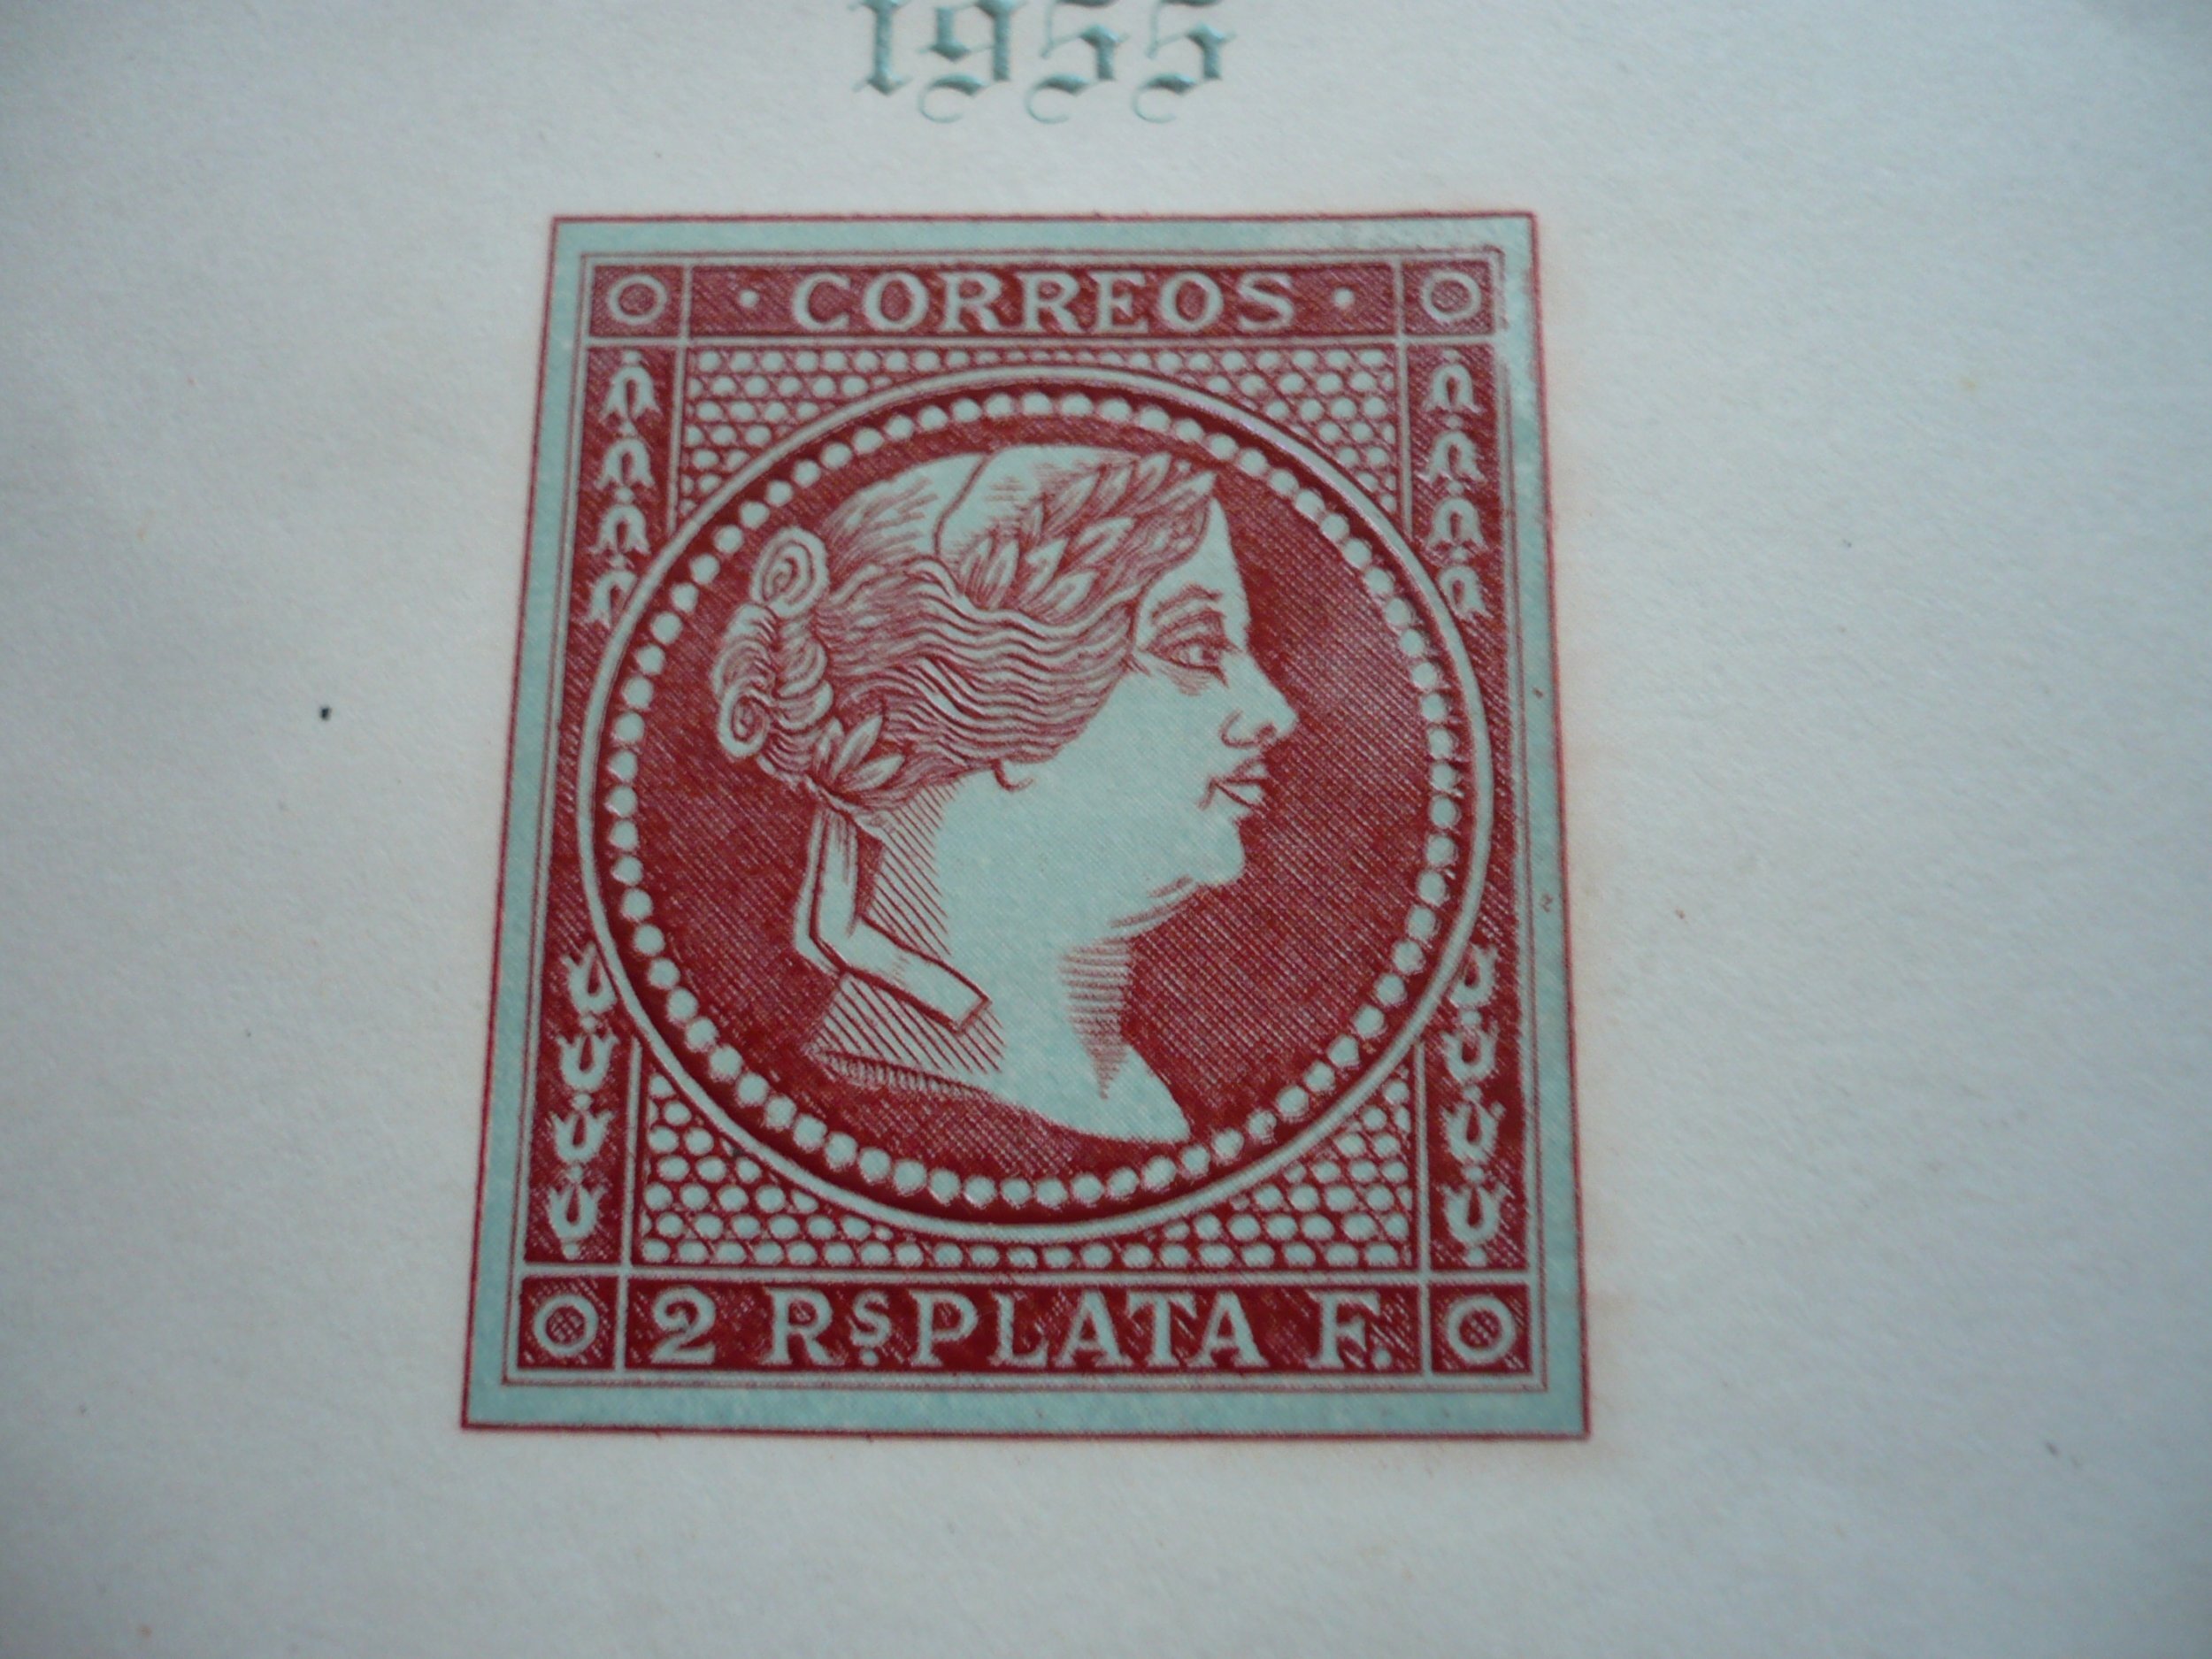 1955
· CORREOS ·
2 Rs PLATA F.